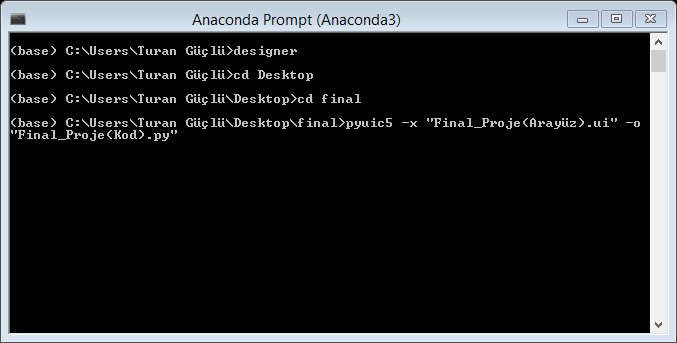 Anaconda Prompt (Anaconda3)
(base) C:\Users\Turan Güçlü>designer
(base) C:\Users\Turan Güçlü>cd Desktop
(base) C:\Users\Turan Güçlü\Desktop>cd final
(base) C:\Users\Turan Güçlü\Desktop\final>pyuic5 -x "Final_Proje(Arayüz).ui" -o
"Final_Proje(Kod).py"